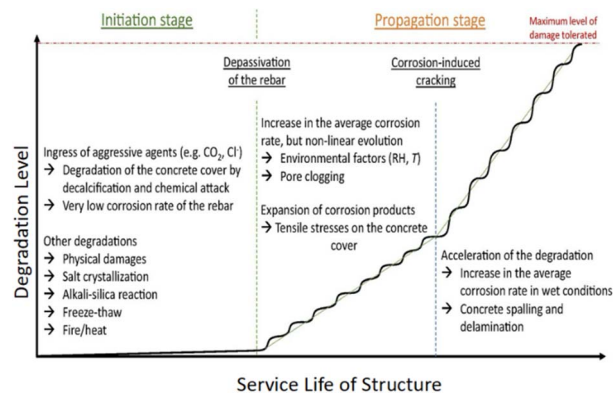 Initiation stage
Propagation stage
Maximum level of
damage tolerated
Depassivation
of the rebar
Corrosion-induced
cracking
Ingress of aggressive agents (e.g. CO₂, Cl⁻)
→ Degradation of the concrete cover by
decalcification and chemical attack
→ Very low corrosion rate of the rebar
Other degradations
→ Physical damages
→ Salt crystallization
→ Alkali-silica reaction
→ Freeze-thaw
→ Fire/heat
Increase in the average corrosion
rate, but non-linear evolution
→ Environmental factors (RH, T)
→ Pore clogging
Expansion of corrosion products
→ Tensile stresses on the concrete
cover
Acceleration of the degradation
→ Increase in the average
corrosion rate in wet conditions
→ Concrete spalling and
delamination
Degradation Level
Service Life of Structure